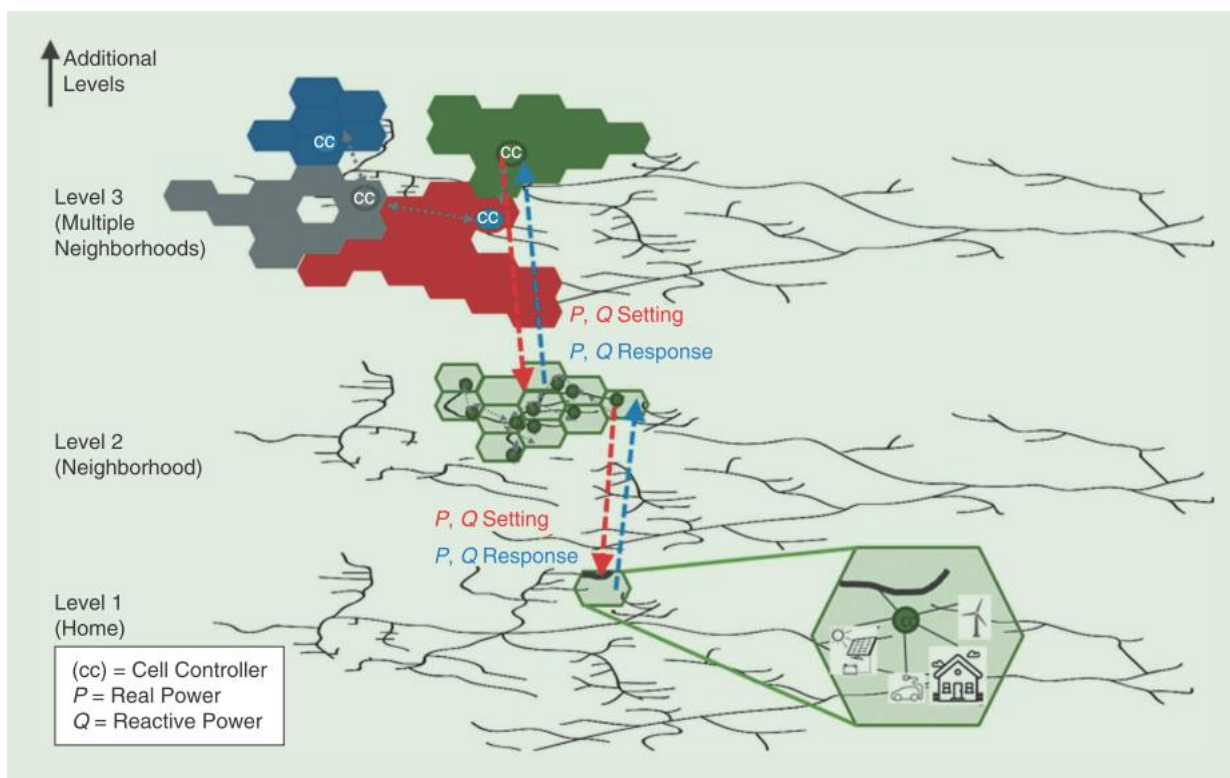 Additional
Levels
CC
CC
CC
CC
Level 3
(Multiple
Neighborhoods)
P, Q Setting
P, Q Response
Level 2
(Neighborhood)
P, Q Setting
P, Q Response
Level 1
(Home)
CC
(cc) = Cell Controller
P = Real Power
Q = Reactive Power